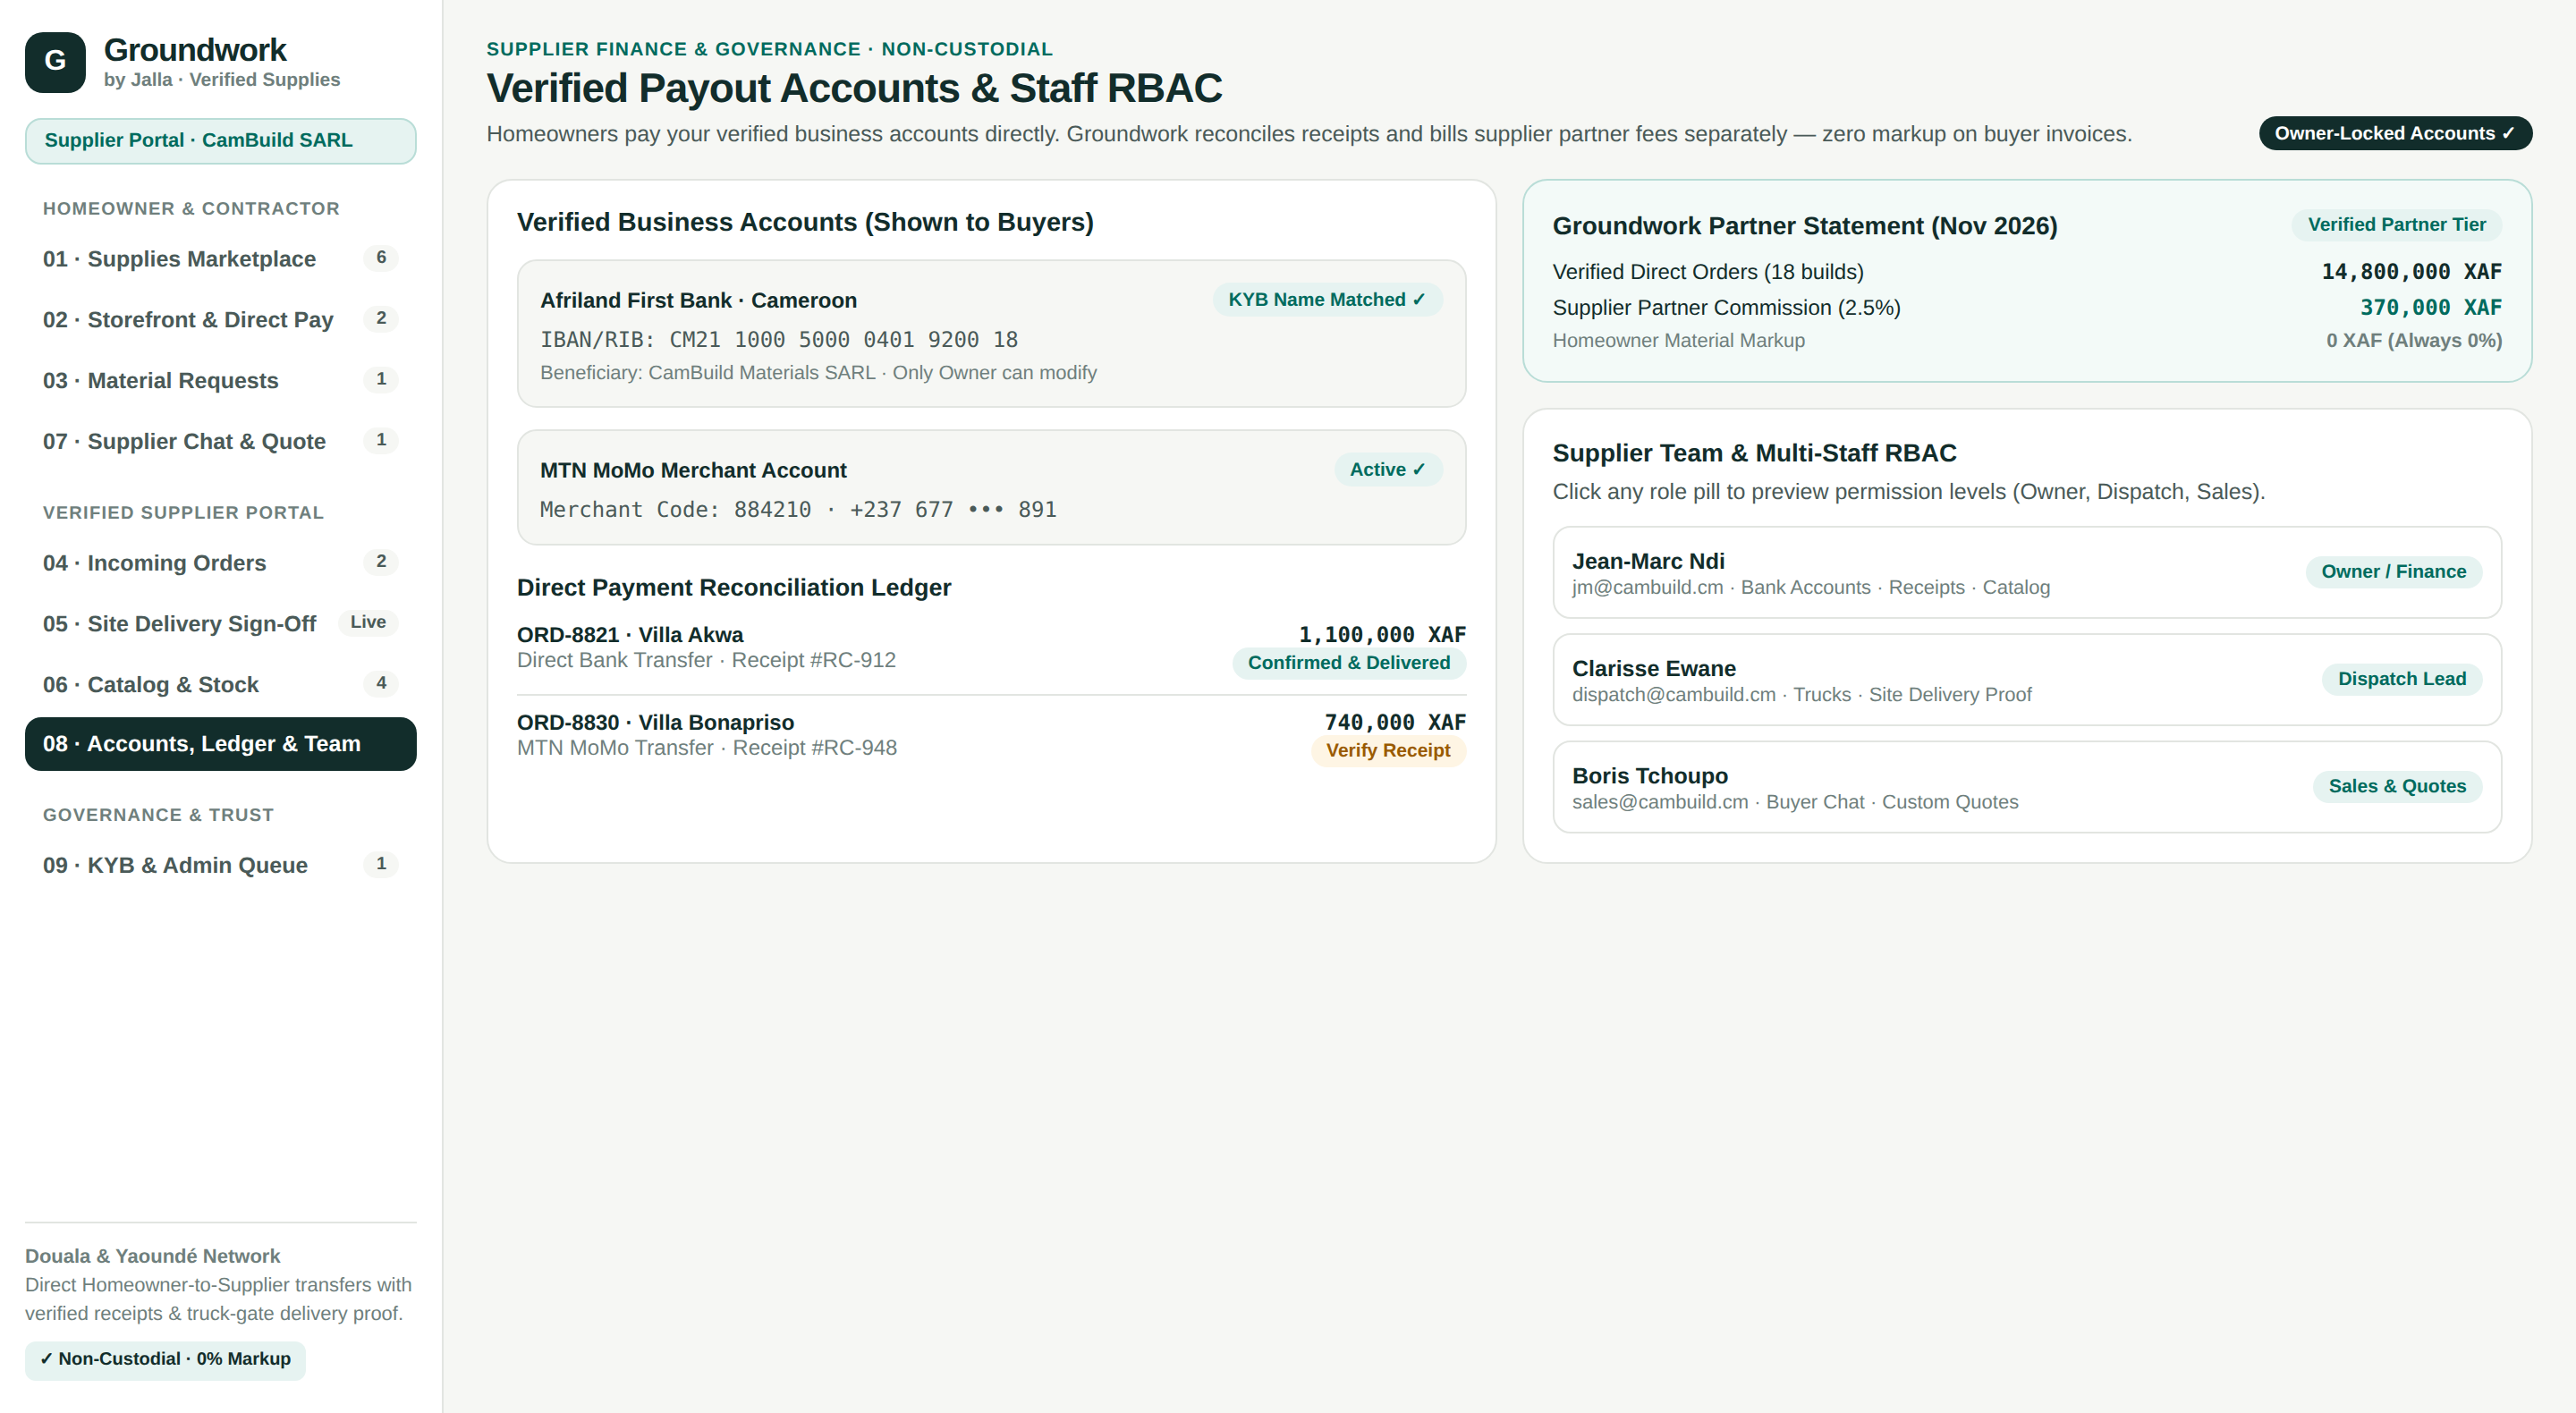 G
Groundwork
by Jalla · Verified Supplies
Supplier Portal · CamBuild SARL
HOMEOWNER & CONTRACTOR
01 · Supplies Marketplace 6
02 · Storefront & Direct Pay 2
03 · Material Requests 1
07 · Supplier Chat & Quote 1
VERIFIED SUPPLIER PORTAL
04 · Incoming Orders 2
05 · Site Delivery Sign-Off Live
06 · Catalog & Stock 4
08 · Accounts, Ledger & Team
GOVERNANCE & TRUST
09 · KYB & Admin Queue 1
Douala & Yaoundé Network
Direct Homeowner-to-Supplier transfers with
verified receipts & truck-gate delivery proof.
✓ Non-Custodial · 0% Markup
SUPPLIER FINANCE & GOVERNANCE · NON-CUSTODIAL
Verified Payout Accounts & Staff RBAC
Homeowners pay your verified business accounts directly. Groundwork reconciles receipts and bills supplier partner fees separately — zero markup on buyer invoices.
Owner-Locked Accounts ✓
Verified Business Accounts (Shown to Buyers)
Afriland First Bank · Cameroon KYB Name Matched ✓
IBAN/RIB: CM21 1000 5000 0401 9200 18
Beneficiary: CamBuild Materials SARL · Only Owner can modify
MTN MoMo Merchant Account Active ✓
Merchant Code: 884210 · +237 677 ••• 891
Direct Payment Reconciliation Ledger
ORD-8821 · Villa Akwa 1,100,000 XAF
Direct Bank Transfer · Receipt #RC-912 Confirmed & Delivered
ORD-8830 · Villa Bonapriso 740,000 XAF
MTN MoMo Transfer · Receipt #RC-948 Verify Receipt
Groundwork Partner Statement (Nov 2026) Verified Partner Tier
Verified Direct Orders (18 builds) 14,800,000 XAF
Supplier Partner Commission (2.5%) 370,000 XAF
Homeowner Material Markup 0 XAF (Always 0%)
Supplier Team & Multi-Staff RBAC
Click any role pill to preview permission levels (Owner, Dispatch, Sales).
Jean-Marc Ndi
jm@cambuild.cm · Bank Accounts · Receipts · Catalog
Owner / Finance
Clarisse Ewane
dispatch@cambuild.cm · Trucks · Site Delivery Proof
Dispatch Lead
Boris Tchoupo
sales@cambuild.cm · Buyer Chat · Custom Quotes
Sales & Quotes